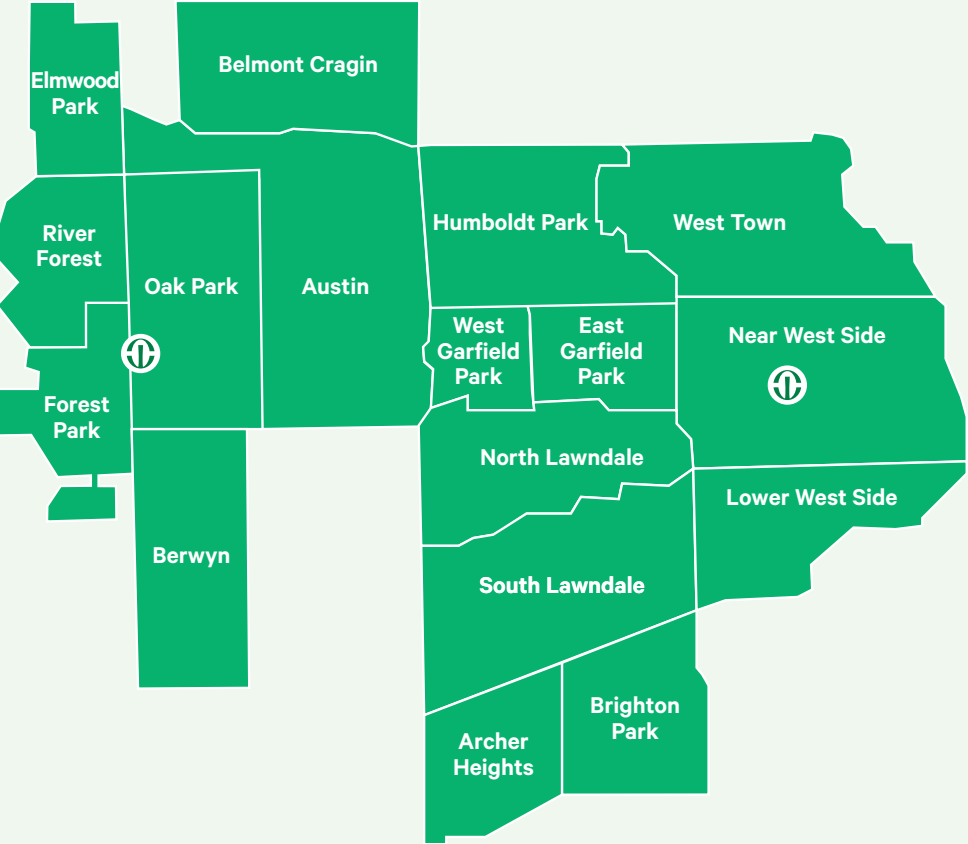 Belmont Cragin
Elmwood
Park
Humboldt Park
West Town
River
Forest
Oak Park
Austin
West
Garfield
Park
East
Garfield
Park
Near West Side
Forest
Park
North Lawndale
Lower West Side
Berwyn
South Lawndale
Brighton
Park
Archer
Heights